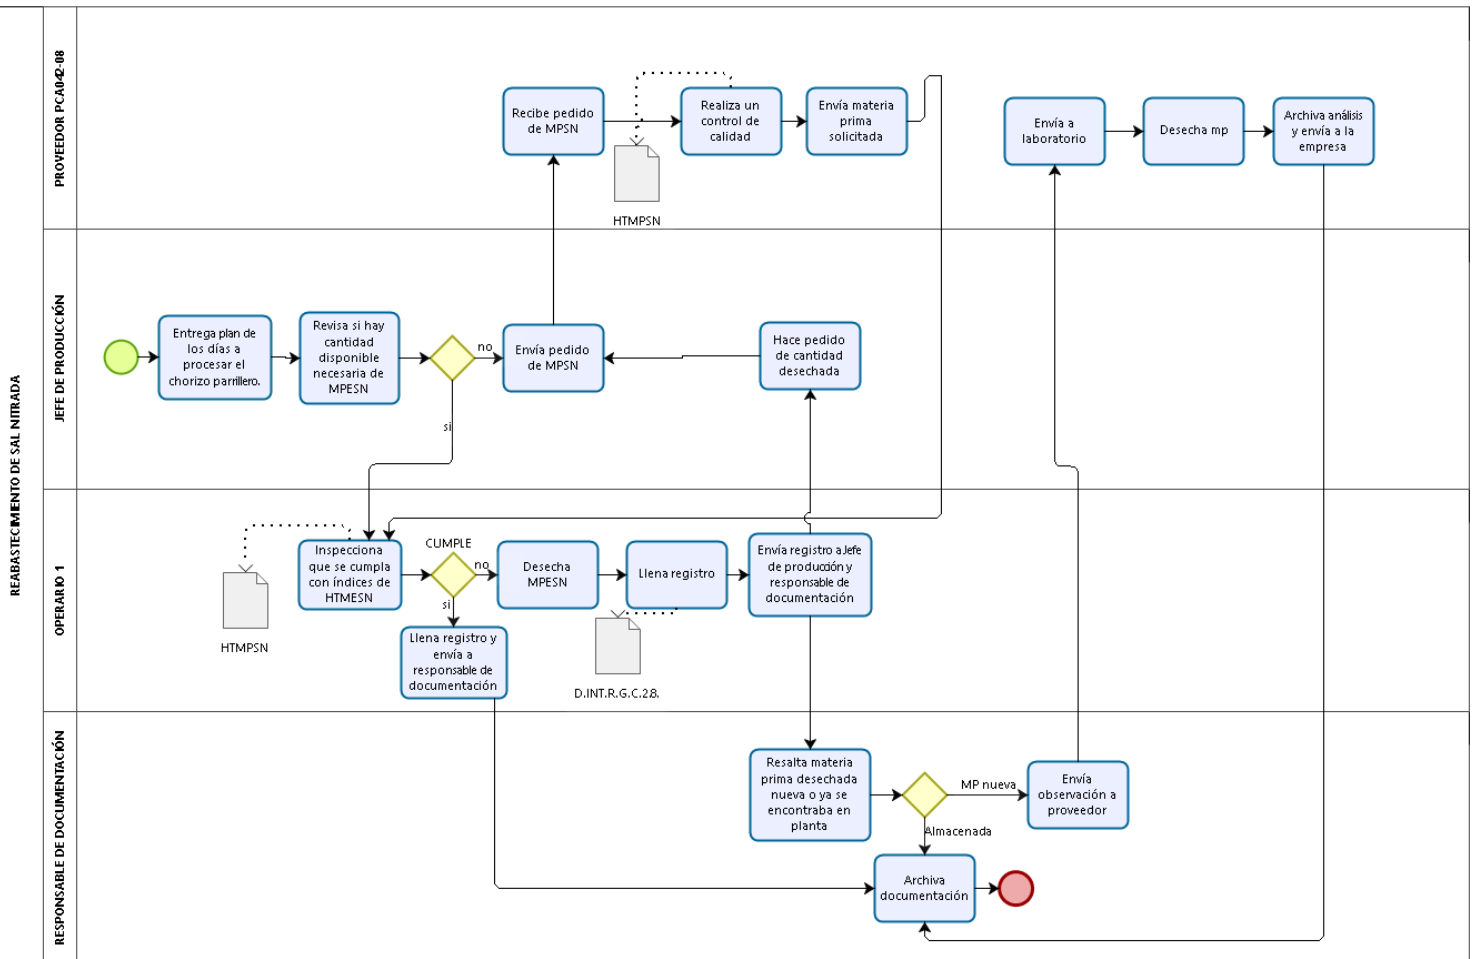 REABASTECIMIENTO DE SAL NITRADA
PROVEEDOR PCA042-08
Recibe pedido
de MPSN
Realiza un
control de
calidad
Envía materia
prima
solicitada
HTMPSN
Envía a
laboratorio
Desecha mp
Archiva análisis
y envía a la
empresa
JEFE DE PRODUCCIÓN
Entrega plan de
los días a
procesar el
chorizo parrillero.
Revisa si hay
cantidad
disponible
necesaria de
MPESN
no
si
Envía pedido
de MPSN
Hace pedido
de cantidad
desechada
OPERARIO 1
HTMPSN
Inspecciona
que se cumpla
con índices de
HTMESN
CUMPLE
no
si
Desecha
MPESN
Llena registro
D.INT.R.G.C.28.
Envía registro a Jefe
de producción y
responsable de
documentación
Llena registro y
envía a
responsable de
documentación
RESPONSABLE DE DOCUMENTACIÓN
Resalta materia
prima desechada
nueva o ya se
encontraba en
planta
MP nueva
Almacenada
Envía
observación a
proveedor
Archiva
documentación